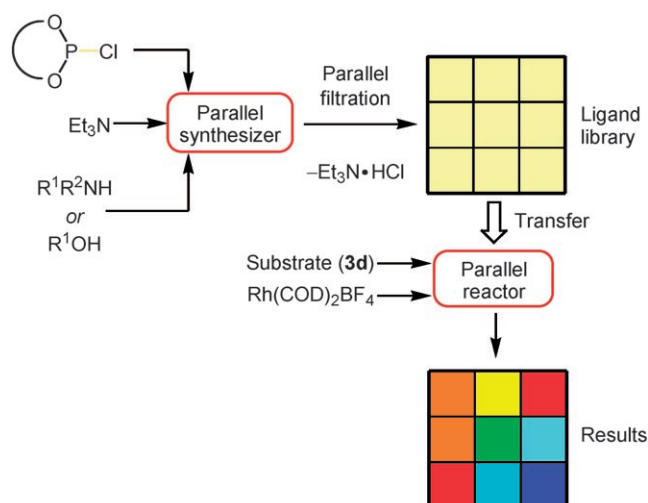 O
P
Cl
O
Et₃N
R¹R²NH
or
R¹OH
Parallel
synthesizer
Parallel
filtration
–Et₃N•HCl
Ligand
library
Transfer
Substrate (3d)
Rh(COD)₂BF₄
Parallel
reactor
Results